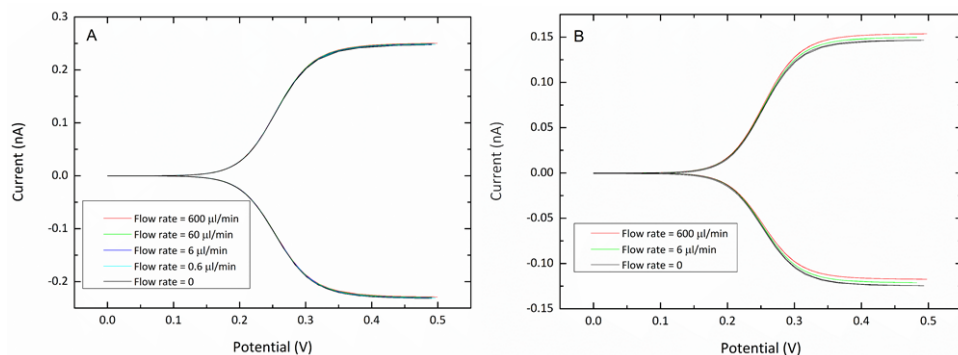 A
0.3
0.2
0.1
0.0
-0.1
-0.2
Current (nA)
Flow rate = 600 μl/min
Flow rate = 60 μl/min
Flow rate = 6 μl/min
Flow rate = 0.6 μl/min
Flow rate = 0
0.0 0.1 0.2 0.3 0.4 0.5
Potential (V)
B
0.15
0.10
0.05
0.00
-0.05
-0.10
-0.15
Current (nA)
Flow rate = 600 μl/min
Flow rate = 6 μl/min
Flow rate = 0
0.0 0.1 0.2 0.3 0.4 0.5
Potential (V)